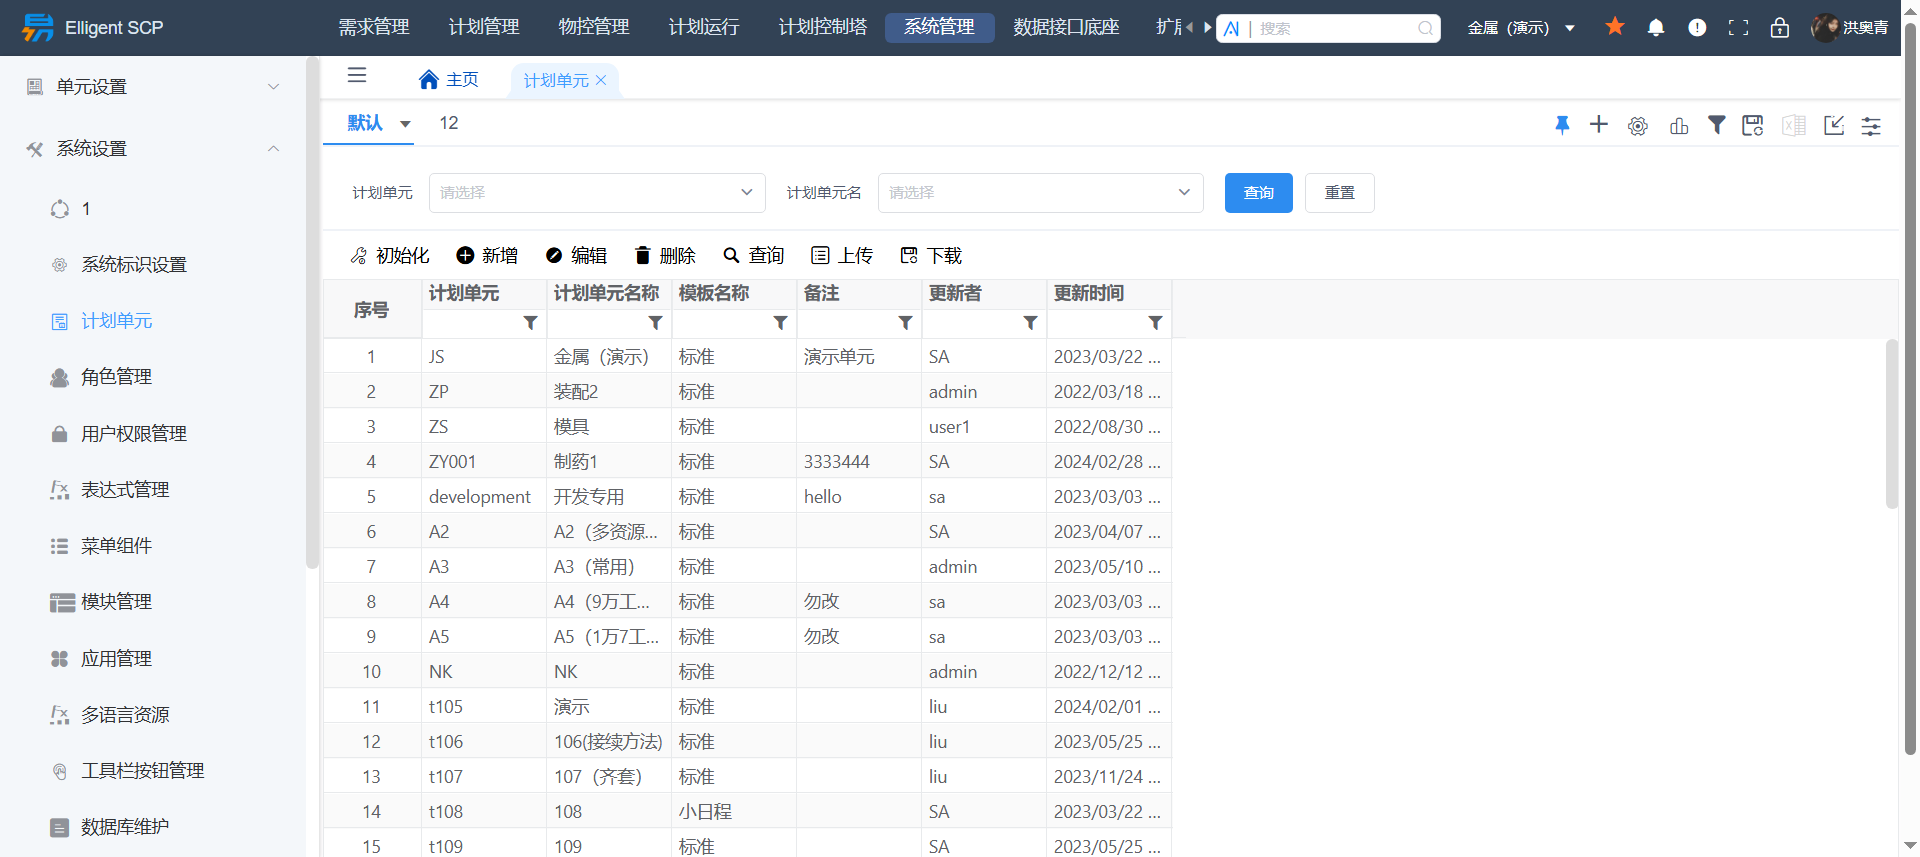 Elligent SCP
需求管理 计划管理 物控管理 计划运行 计划控制塔 系统管理 数据接口底座
AI | 搜索
金属（演示）
洪奥青
单元设置
系统设置
1
系统标识设置
计划单元
角色管理
用户权限管理
表达式管理
菜单组件
模块管理
应用管理
多语言资源
工具栏按钮管理
数据库维护
主页 计划单元
默认 12
计划单元 请选择 计划单元名 请选择 查询 重置
初始化 新增 编辑 删除 查询 上传 下载
序号 计划单元 计划单元名称 模板名称 备注 更新者 更新时间
1 JS 金属（演示） 标准 演示单元 SA 2023/03/22 ...
2 ZP 装配2 标准 admin 2022/03/18 ...
3 ZS 模具 标准 user1 2022/08/30 ...
4 ZY001 制药1 标准 3333444 SA 2024/02/28 ...
5 development 开发专用 标准 hello sa 2023/03/03 ...
6 A2 A2（多资源... 标准 SA 2023/04/07 ...
7 A3 A3（常用） 标准 admin 2023/05/10 ...
8 A4 A4（9万工... 标准 勿改 sa 2023/03/03 ...
9 A5 A5（1万7工... 标准 勿改 sa 2023/03/03 ...
10 NK NK 标准 admin 2022/12/12 ...
11 t105 演示 标准 liu 2024/02/01 ...
12 t106 106(接续方法) 标准 liu 2023/05/25 ...
13 t107 107（齐套） 标准 liu 2023/11/24 ...
14 t108 108 小日程 SA 2023/03/22 ...
15 t109 109 标准 SA 2023/05/25 ...